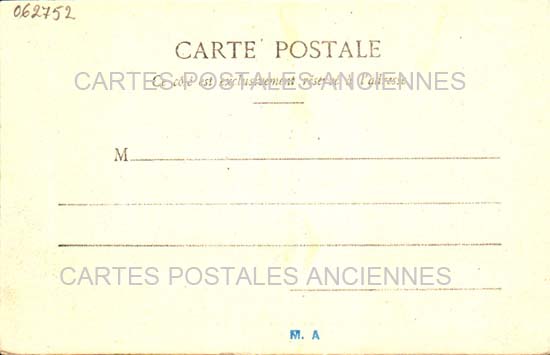 062752
CARTE POSTALE
CARTES POSTALES ANCIENNES
Ce côté est exclusivement réservé à l'adresse
M
CARTES POSTALES ANCIENNES
M. A